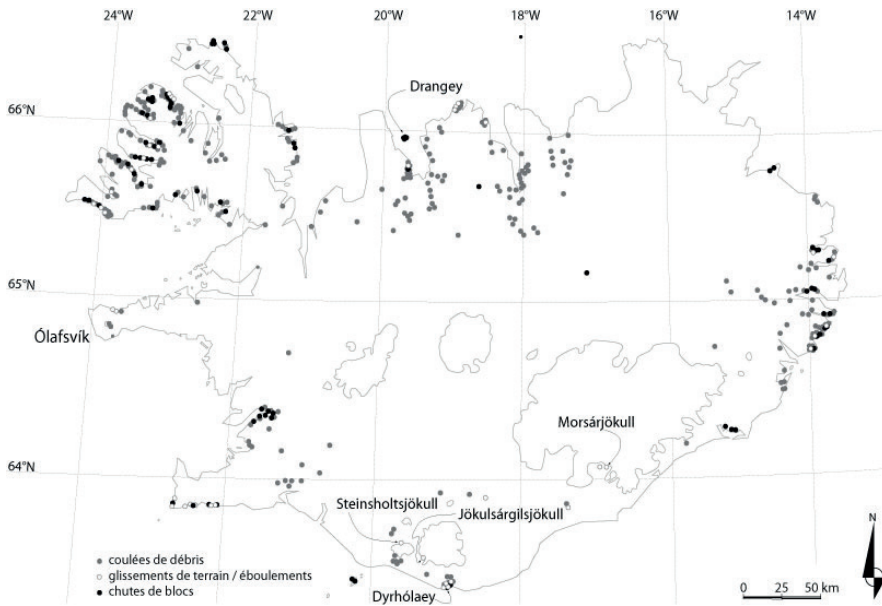 24°W 22°W 20°W 18°W 16°W 14°W
Drangey
66°N
65°N
Ólafsvík
Morsárjökull
64°N
Steinsholtsjökull
Jökulsárgilsjökull
N
coulées de débris
glissements de terrain / éboulements
chutes de blocs
0 25 50 km
Dyrhólaey